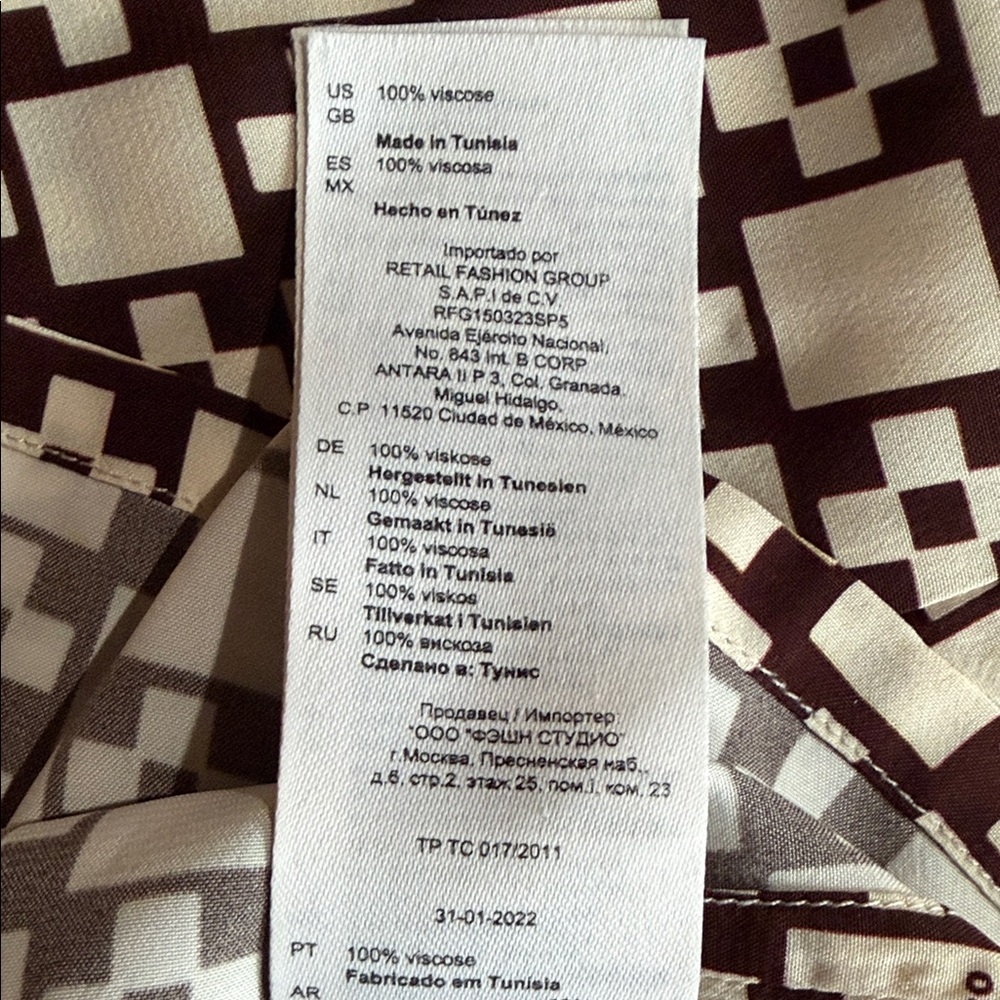 US 100% viscose
GB
Made in Tunisia
ES 100% viscosa
MX
Hecho en Túnez
Importado por
RETAIL FASHION GROUP
S.A.P.I de C.V.
RFG150323SP5
Avenida Ejército Nacional,
No. 843 Int. B CORP
ANTARA II P 3, Col. Granada
Miguel Hidalgo,
C.P 11520 Ciudad de México, México
DE 100% viskose
Hergestellt in Tunesien
NL 100% viscose
Gemaakt in Tunesië
IT 100% viscosa
Fatto in Tunisia
SE 100% viskos
Tillverkat i Tunisien
RU 100% вискоза
Сделано в: Тунис
Продавец / Импортер:
"ООО "ФЭШН СТУДИО"
г.Москва, Пресненская наб.,
д.6, стр.2, этаж 25, пом.i, ком. 23
ТР ТС 017/2011
31-01-2022
PT 100% viscose
Fabricado em Tunísia
AR